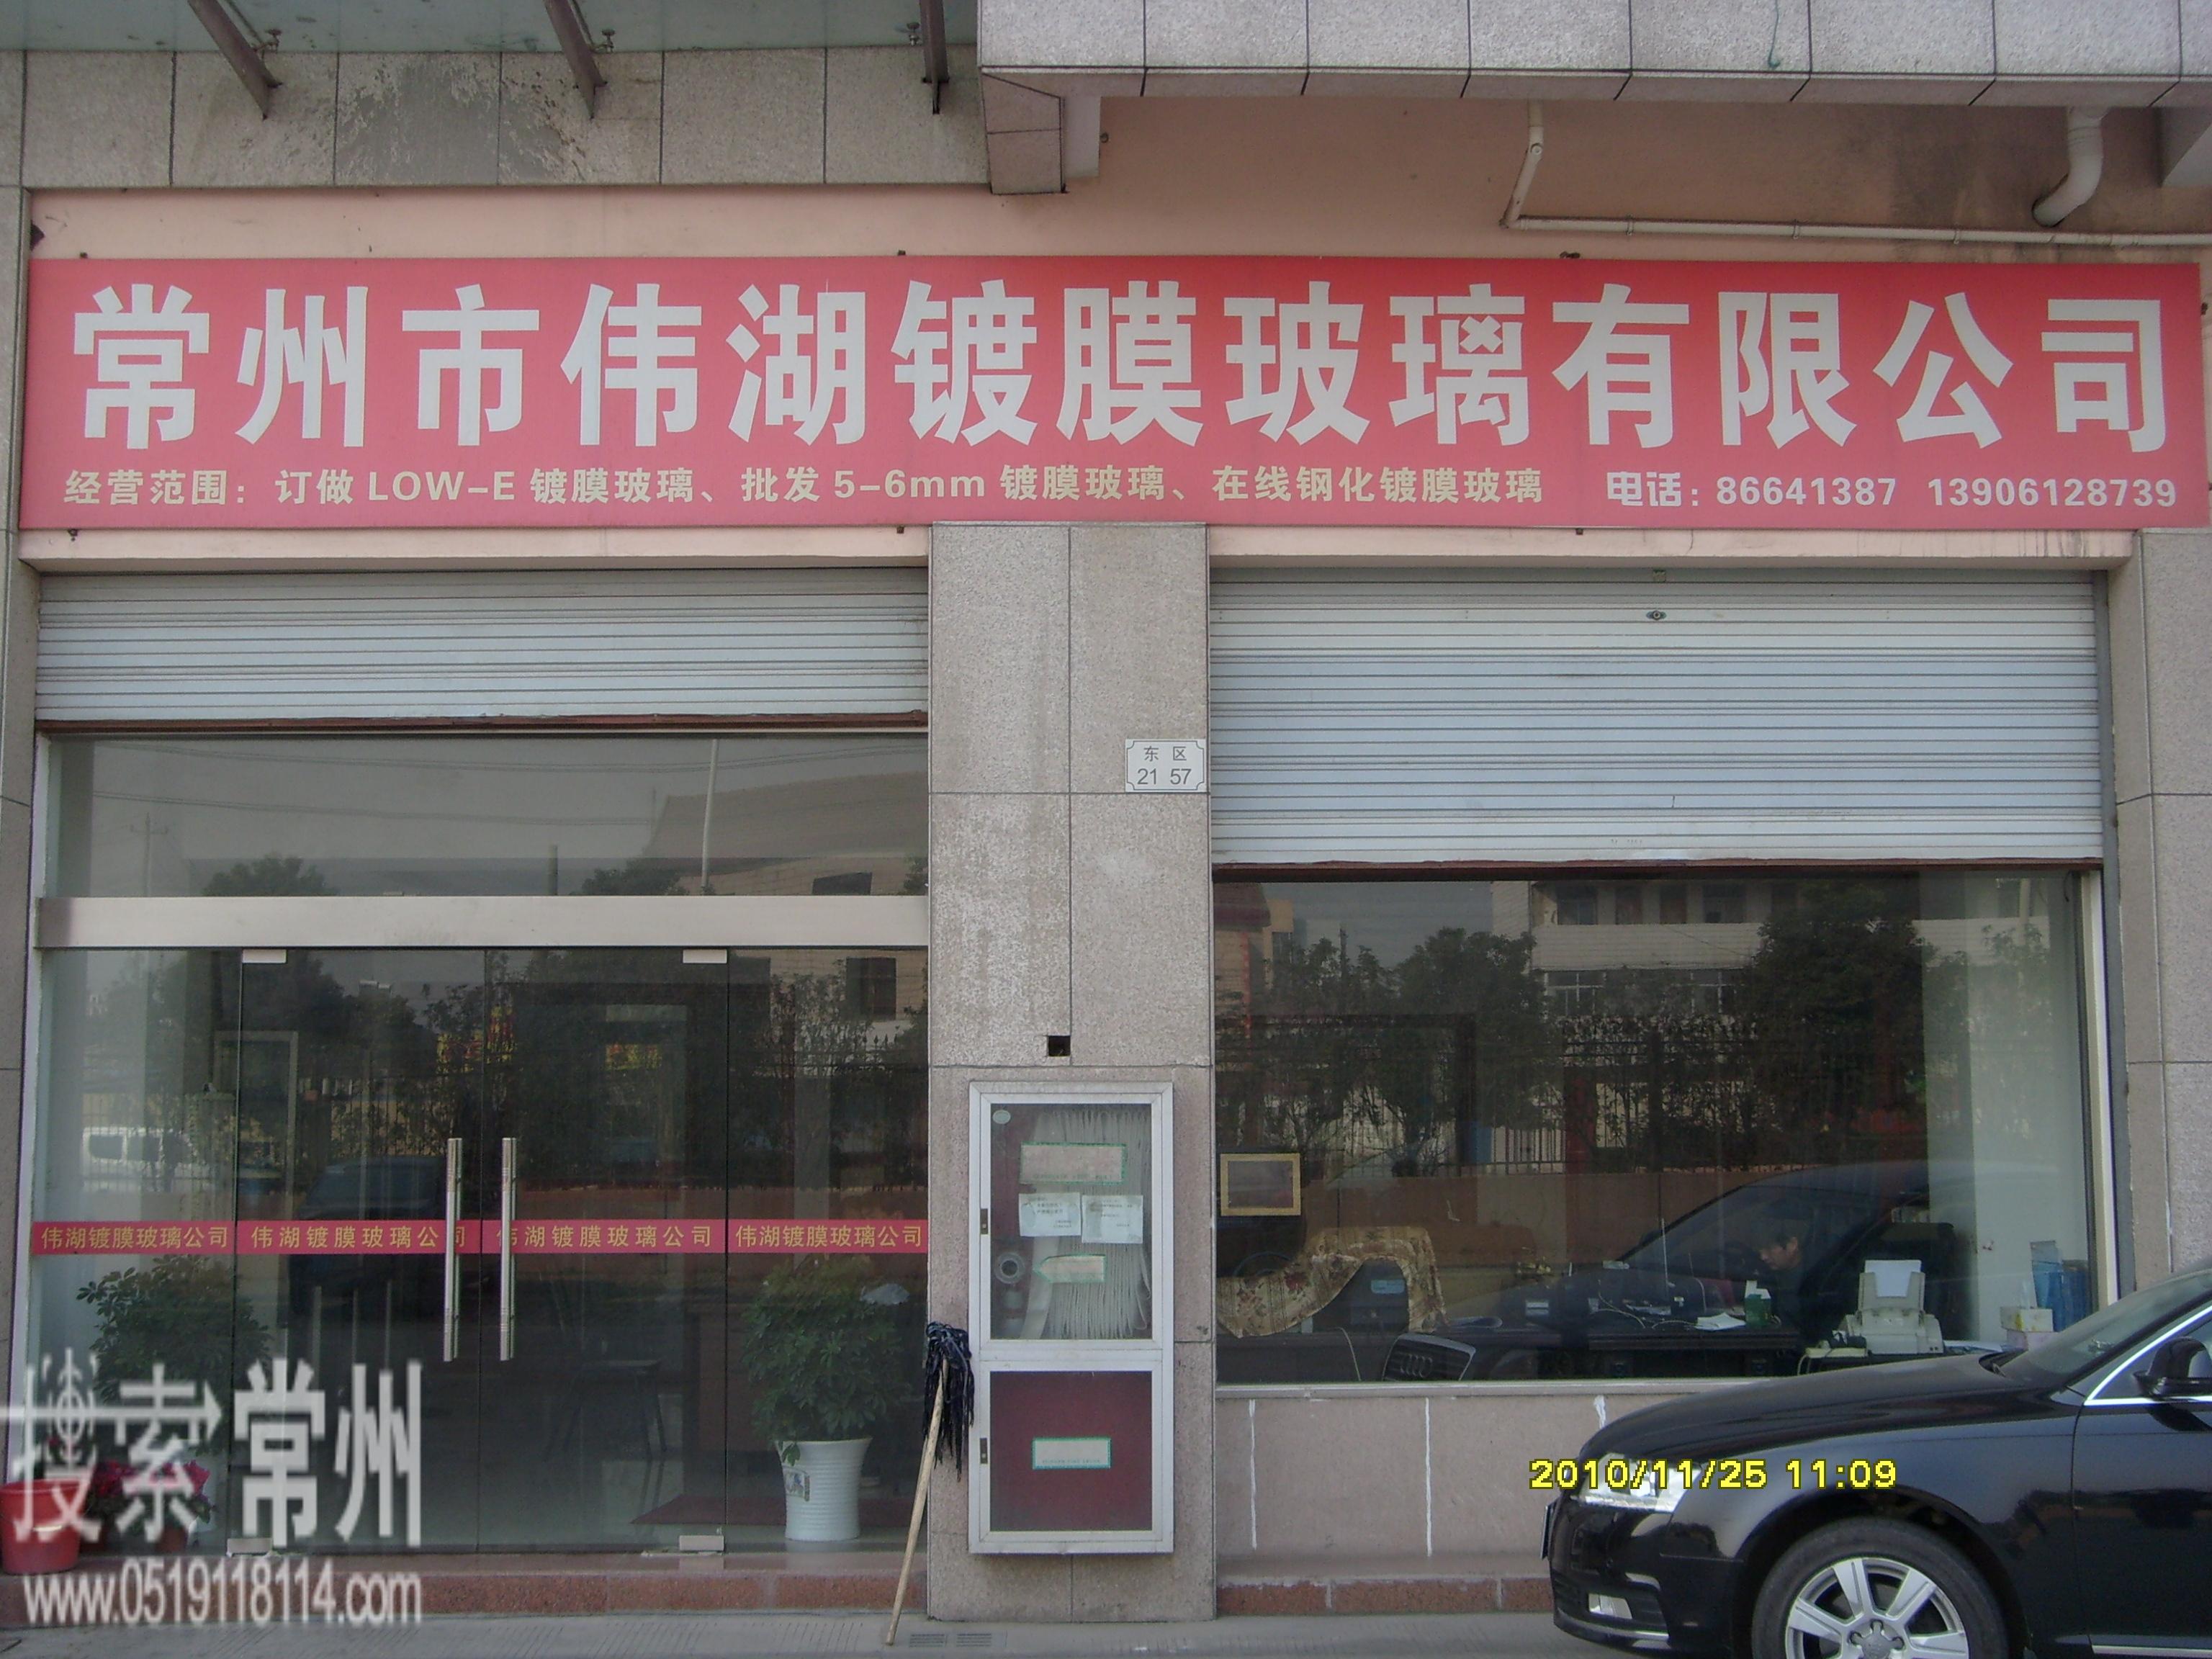 常州市伟湖镀膜玻璃有限公司
经营范围：订做LOW-E镀膜玻璃、批发5-6mm镀膜玻璃、在线钢化镀膜玻璃 电话：86641387 13906128739
东区
21 57
伟湖镀膜玻璃公司 伟湖镀膜玻璃公司 伟湖镀膜玻璃公司 伟湖镀膜玻璃公司
搜索常州
www.0519118114.com
2010/11/25 11:09